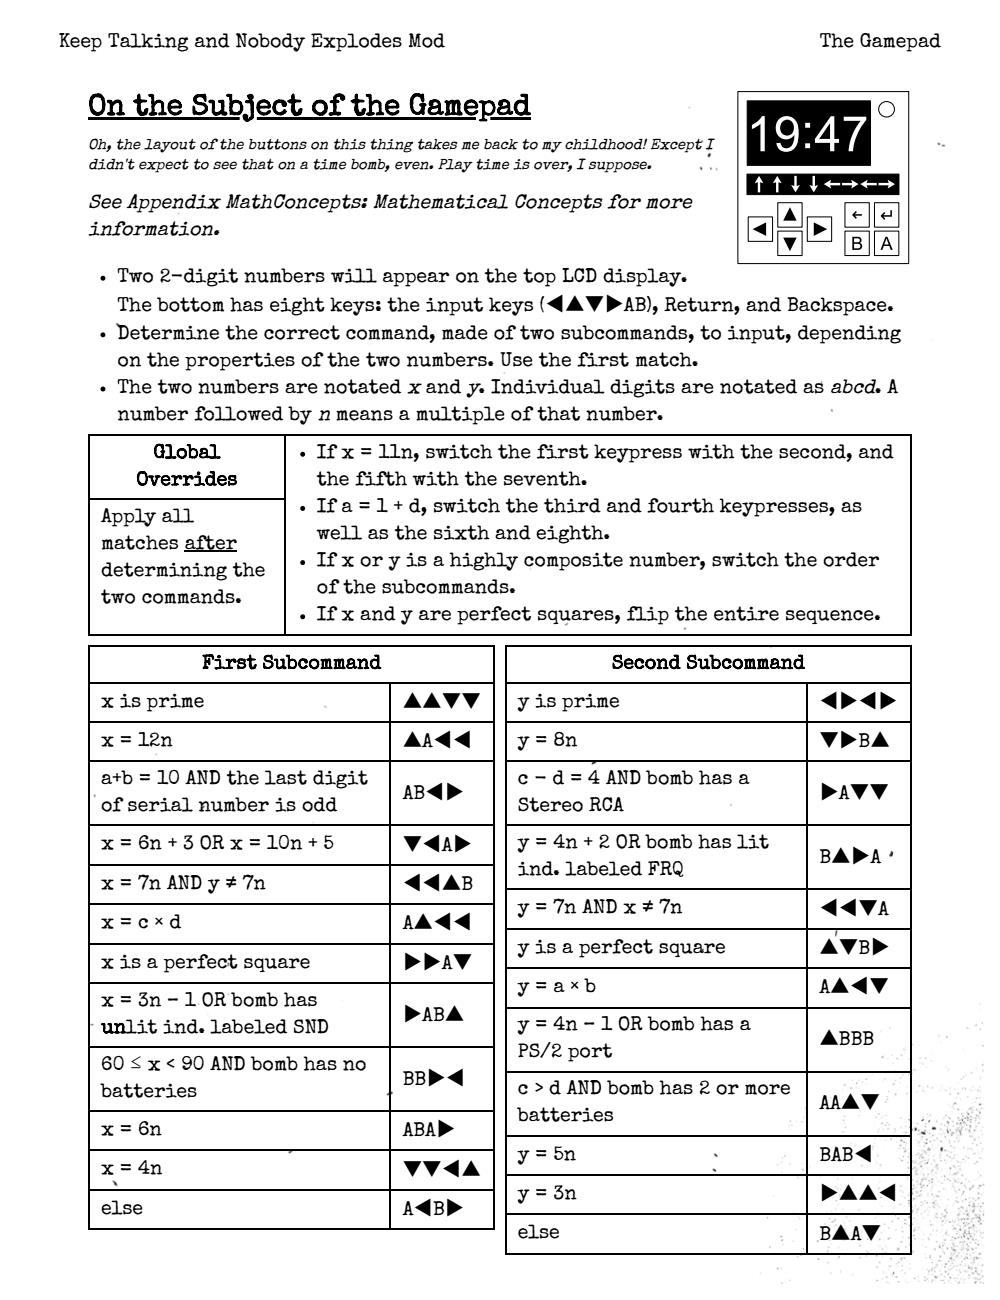 Keep Talking and Nobody Explodes Mod
The Gamepad
On the Subject of the Gamepad
Oh, the layout of the buttons on this thing takes me back to my childhood! Except I
didn't expect to see that on a time bomb, even. Play time is over, I suppose.
See Appendix MathConcepts: Mathematical Concepts for more
information.
19:47
↑↑↓↓←→←→
▲
◀ ▶
▼
← ↵
B A
• Two 2-digit numbers will appear on the top LCD display.
The bottom has eight keys: the input keys (◀▲▼▶AB), Return, and Backspace.
• Determine the correct command, made of two subcommands, to input, depending
on the properties of the two numbers. Use the first match.
• The two numbers are notated x and y. Individual digits are notated as abcd. A
number followed by n means a multiple of that number.
Global
Overrides
Apply all
matches after
determining the
two commands.
• If x = 11n, switch the first keypress with the second, and
the fifth with the seventh.
• If a = 1 + d, switch the third and fourth keypresses, as
well as the sixth and eighth.
• If x or y is a highly composite number, switch the order
of the subcommands.
• If x and y are perfect squares, flip the entire sequence.
First Subcommand
x is prime ▲▲▼▼
x = 12n ▲A◀◀
a+b = 10 AND the last digit
of serial number is odd AB◀▶
x = 6n + 3 OR x = 10n + 5 ▼◀A▶
x = 7n AND y ≠ 7n ◀◀▲B
x = c × d A▲◀◀
x is a perfect square ▶▶A▼
x = 3n - 1 OR bomb has
unlit ind. labeled SND ▶AB▲
60 ≤ x < 90 AND bomb has no
batteries BB▶◀
x = 6n ABA▶
x = 4n ▼▼◀▲
else A◀B▶
Second Subcommand
y is prime ◀▶◀▶
y = 8n ▼▶B▲
c - d = 4 AND bomb has a
Stereo RCA ▶A▼▼
y = 4n + 2 OR bomb has lit
ind. labeled FRQ B▲▶A
y = 7n AND x ≠ 7n ◀◀▼A
y is a perfect square ▲▼B▶
y = a × b A▲◀▼
y = 4n - 1 OR bomb has a
PS/2 port ▲BBB
c > d AND bomb has 2 or more
batteries AA▲▼
y = 5n BAB◀
y = 3n ▶▲▲◀
else B▲A▼